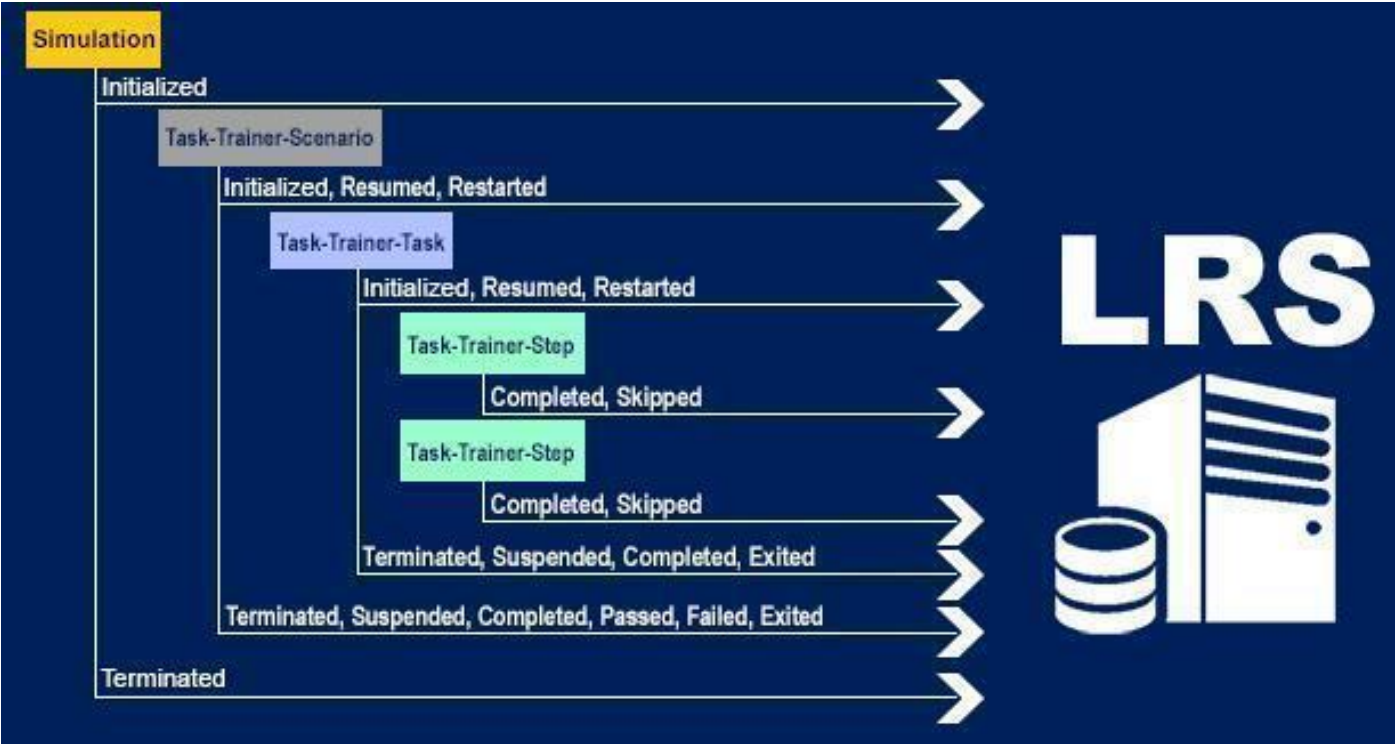 Simulation
Initialized
Task-Trainer-Scenario
Initialized, Resumed, Restarted
Task-Trainer-Task
Initialized, Resumed, Restarted
Task-Trainer-Step
Completed, Skipped
Task-Trainer-Step
Completed, Skipped
Terminated, Suspended, Completed, Exited
Terminated, Suspended, Completed, Passed, Failed, Exited
Terminated
LRS